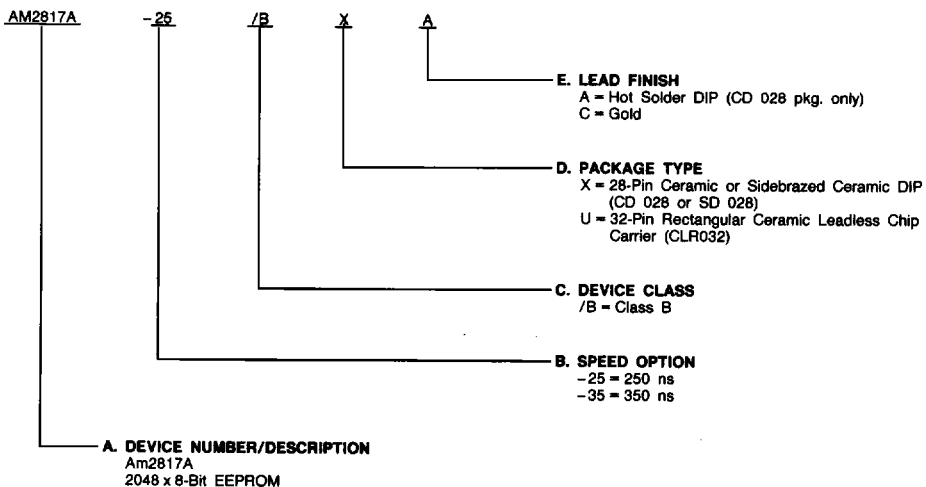 AM2817A -25 /B X A
E. LEAD FINISH
A = Hot Solder DIP (CD 028 pkg. only)
C = Gold
D. PACKAGE TYPE
X = 28-Pin Ceramic or Sidebrazed Ceramic DIP
(CD 028 or SD 028)
U = 32-Pin Rectangular Ceramic Leadless Chip
Carrier (CLR032)
C. DEVICE CLASS
/B = Class B
B. SPEED OPTION
-25 = 250 ns
-35 = 350 ns
A. DEVICE NUMBER/DESCRIPTION
Am2817A
2048 x 8-Bit EEPROM